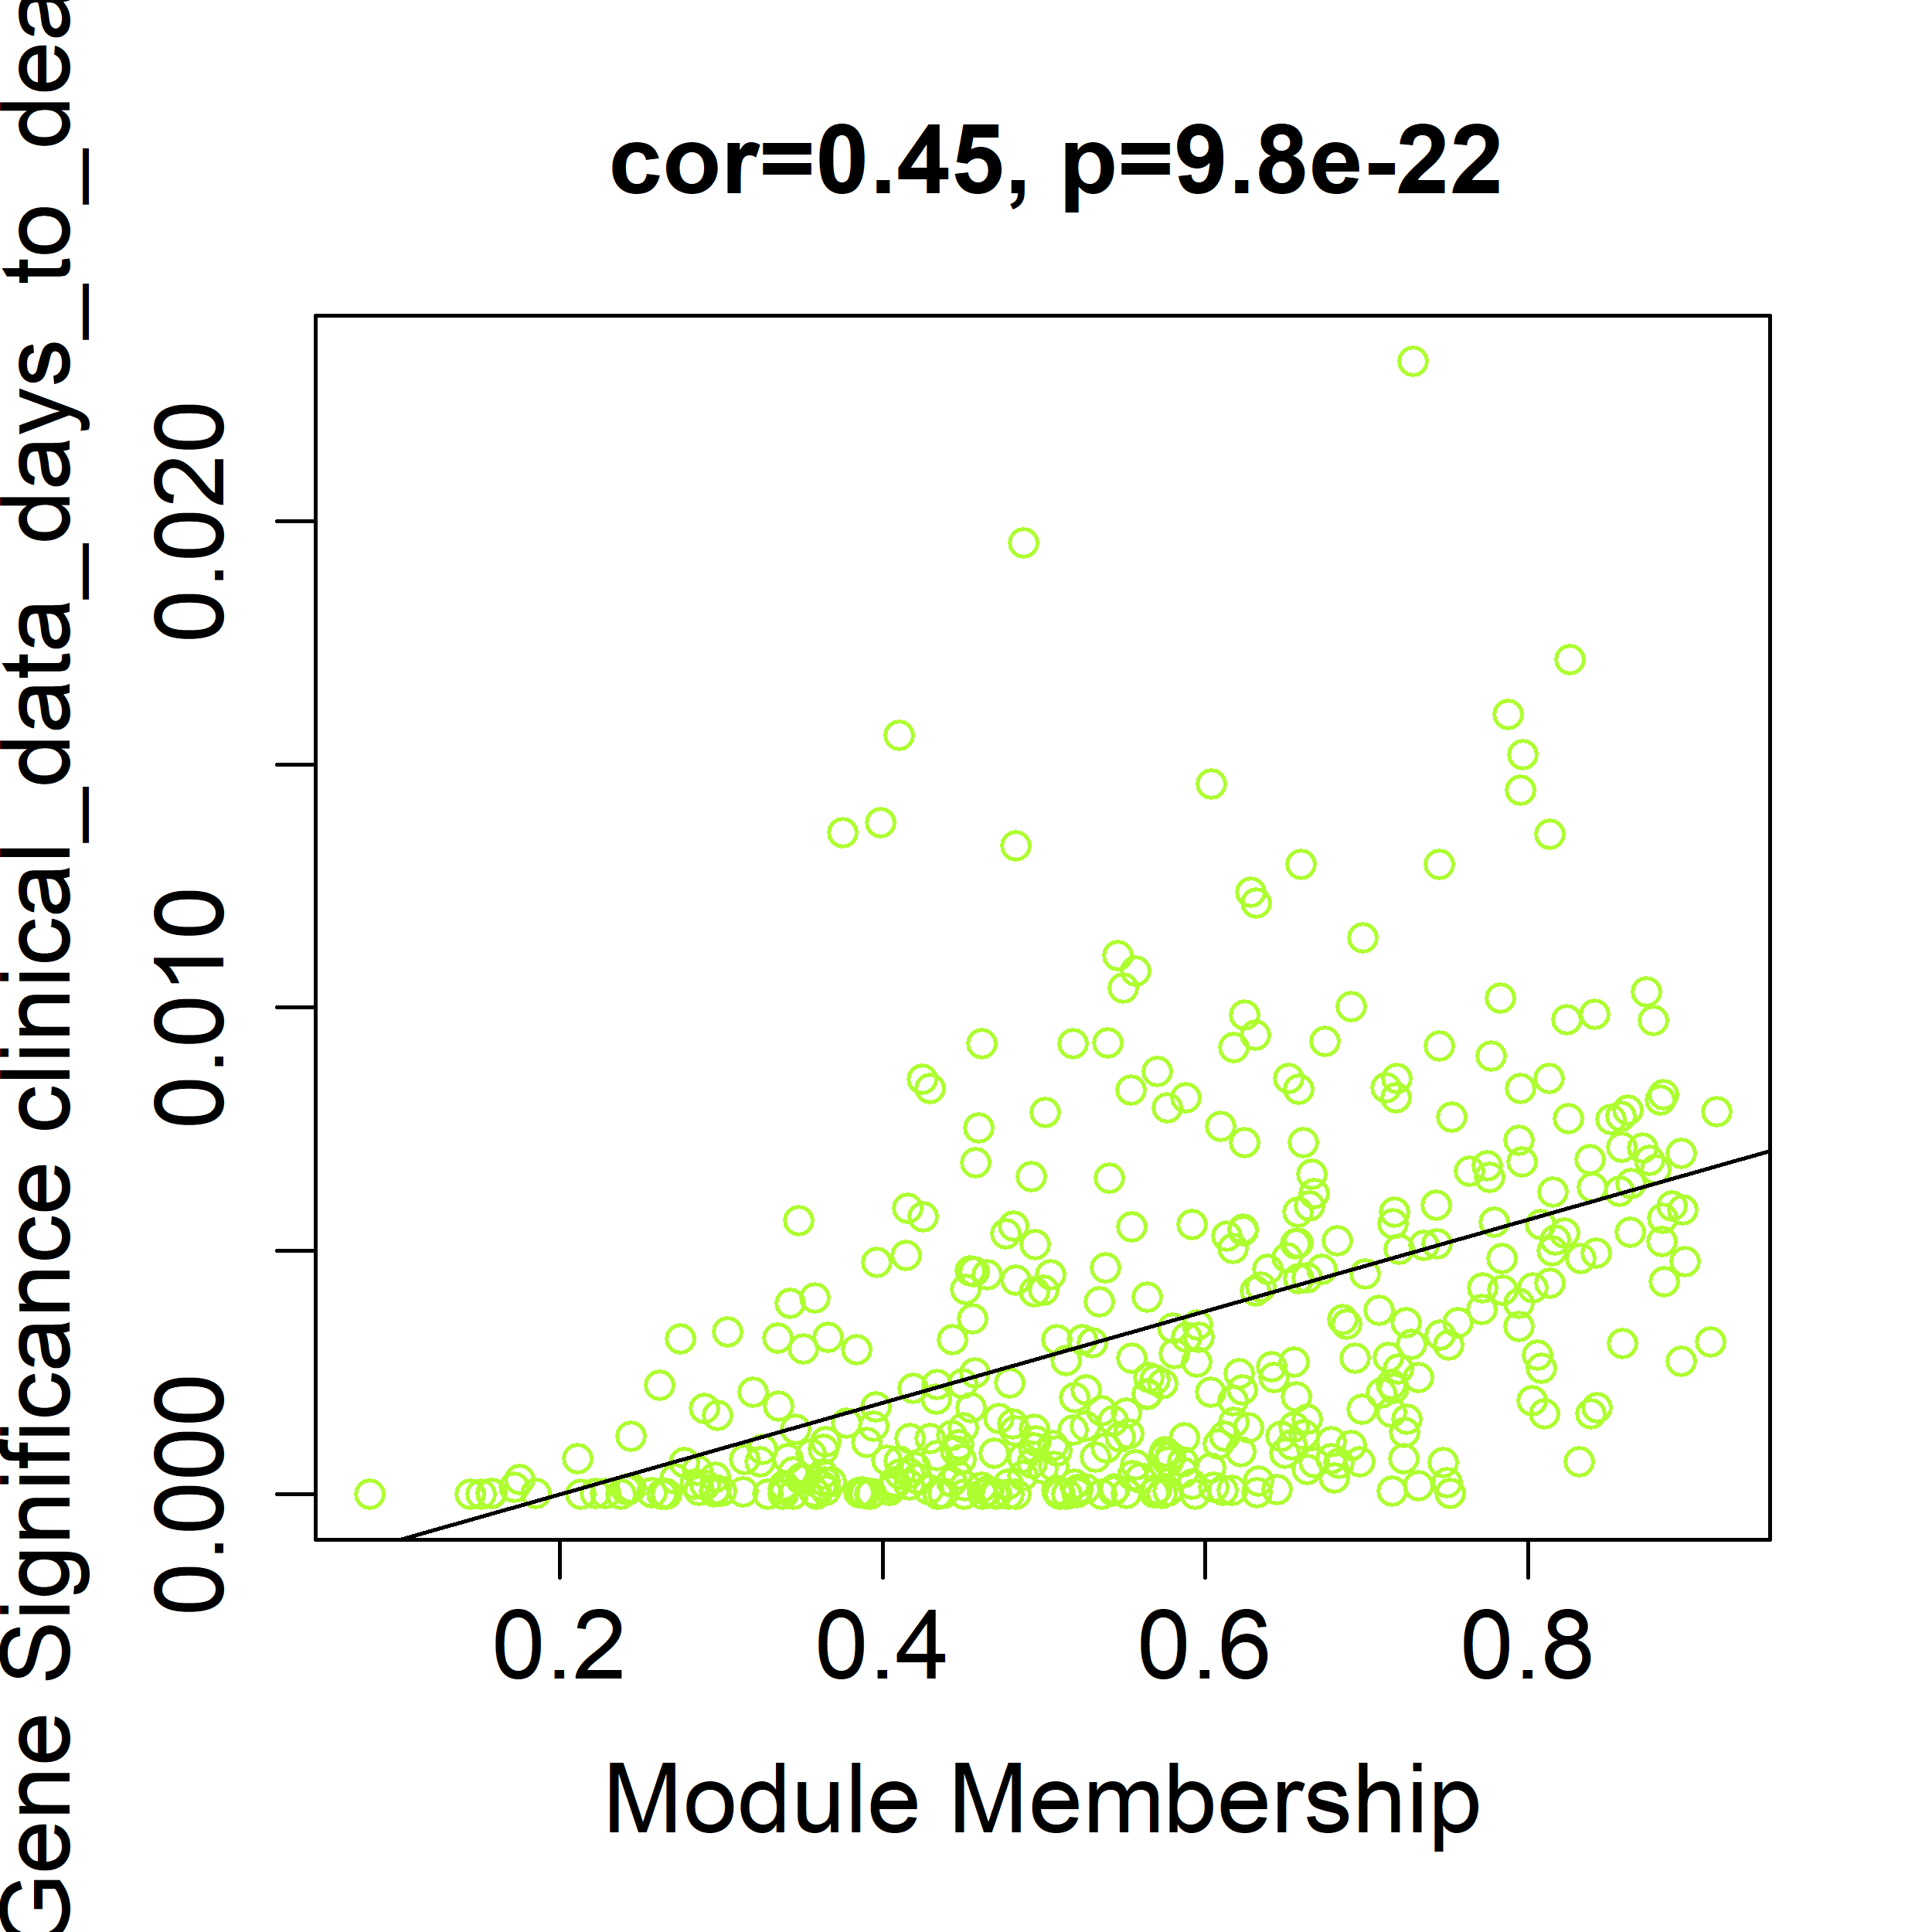 cor=0.45, p=9.8e-22
Gene Significance clinical_data_days_to_dea
0.020
0.010
0.000
0.2 0.4 0.6 0.8
Module Membership